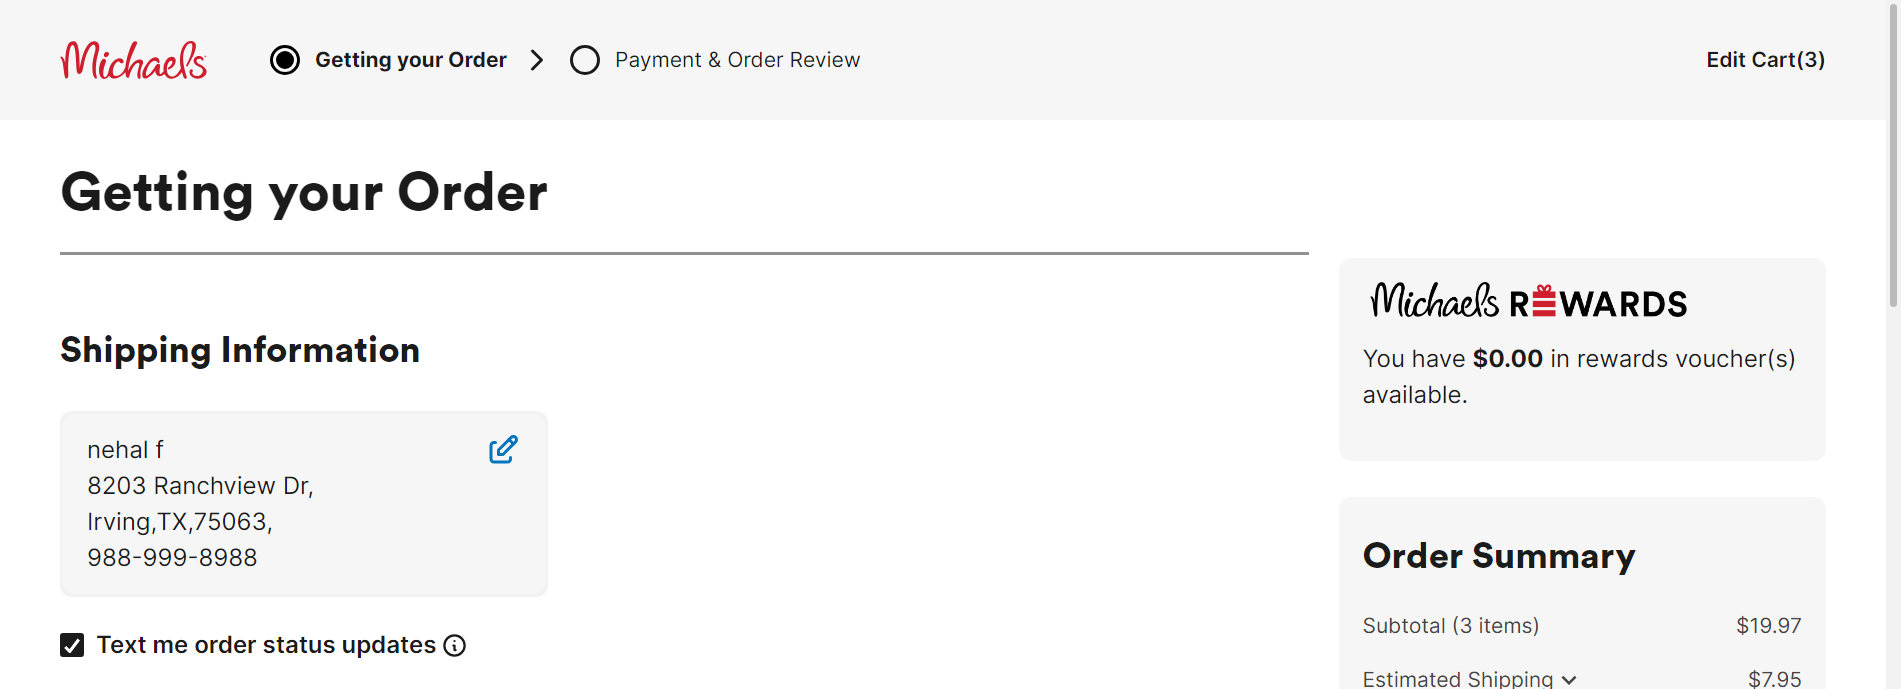 Michaels
Getting your Order
Payment & Order Review
Edit Cart(3)
Getting your Order
Shipping Information
nehal f
8203 Ranchview Dr,
Irving,TX,75063,
988-999-8988
Text me order status updates
Michaels REWARDS
You have $0.00 in rewards voucher(s)
available.
Order Summary
Subtotal (3 items) $19.97
Estimated Shipping $7.95